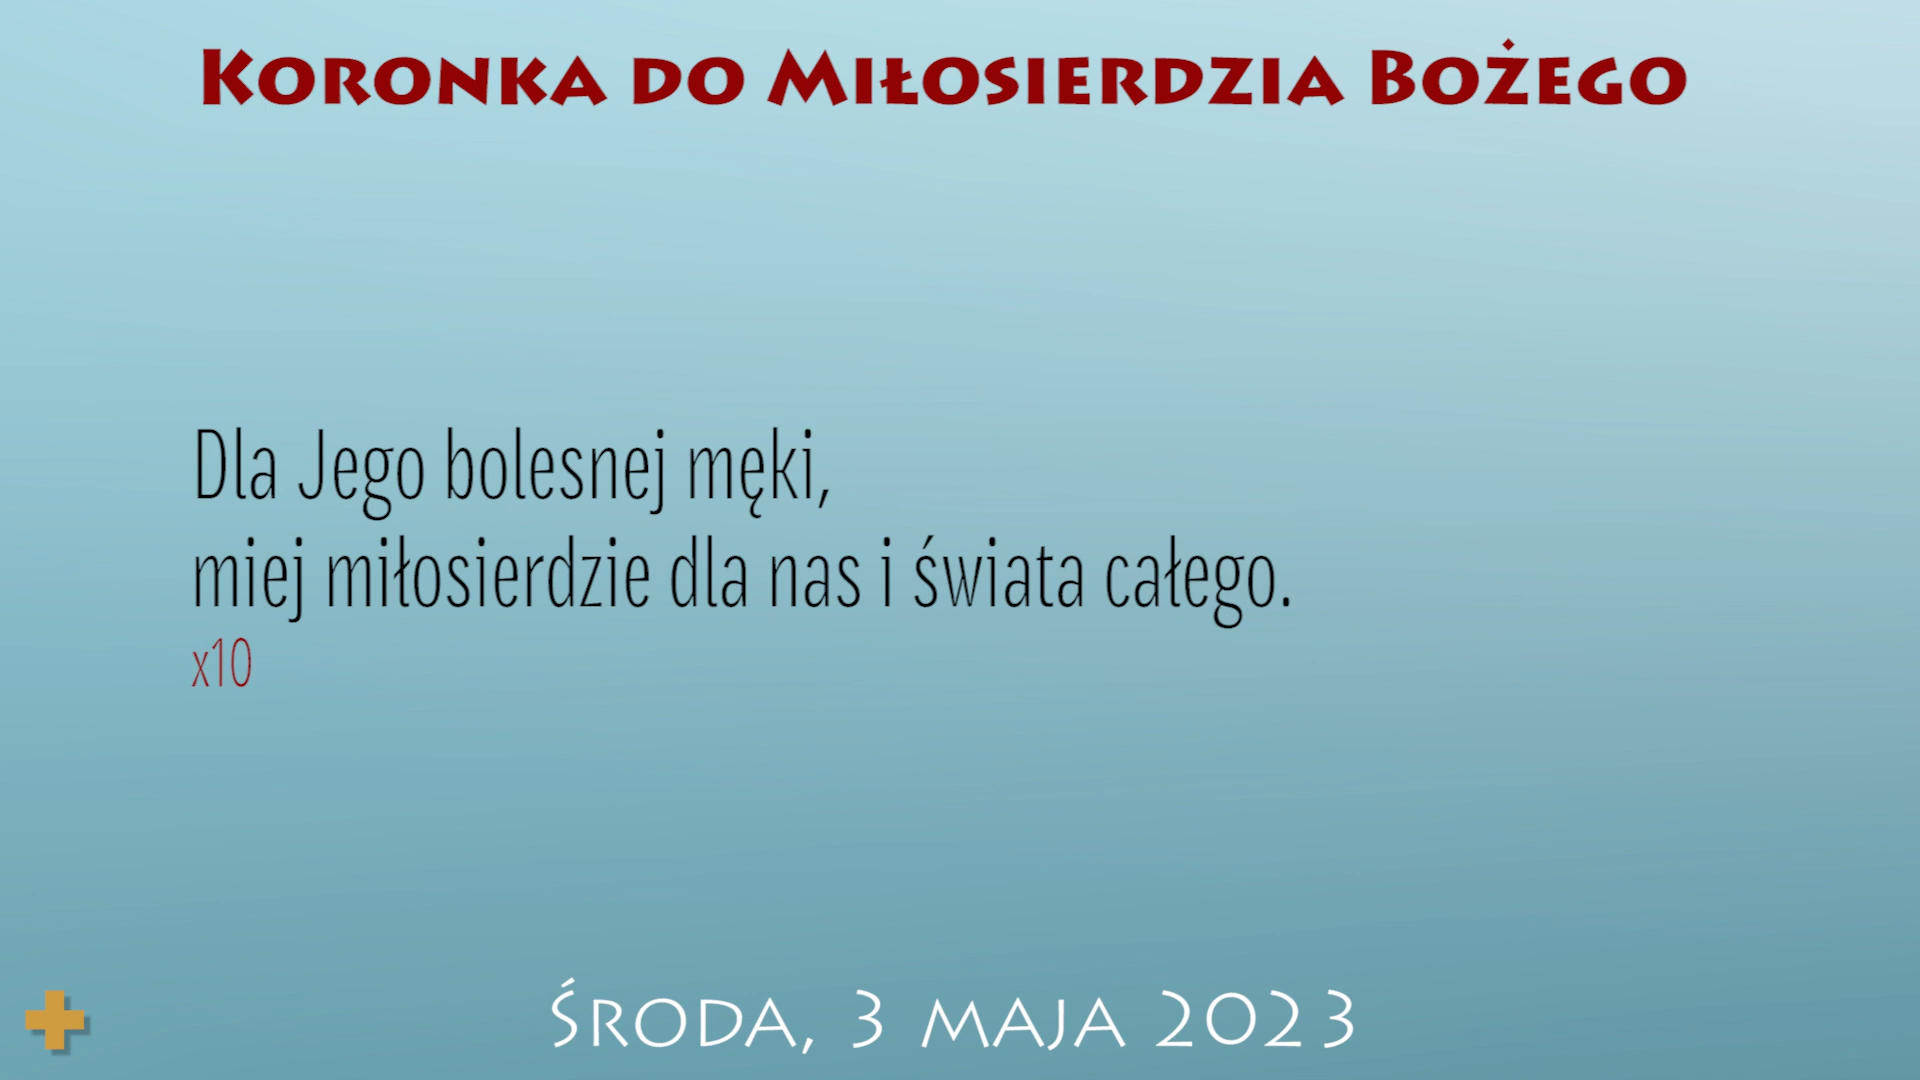 Koronka do Miłosierdzia Bożego
Dla Jego bolesnej męki,
miej miłosierdzie dla nas i świata całego.
x10
Środa, 3 maja 2023